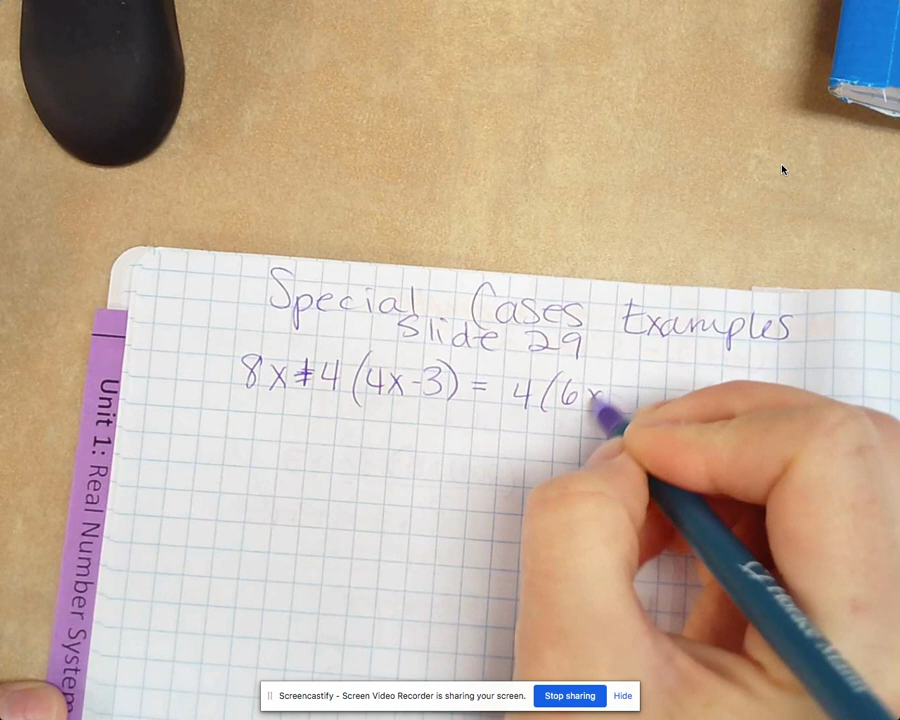 Special Cases Examples
Slide 29
8x+4(4x-3) = 4(6x
Unit 1: Real Number System
Screencastify - Screen Video Recorder is sharing your screen. Stop sharing Hide